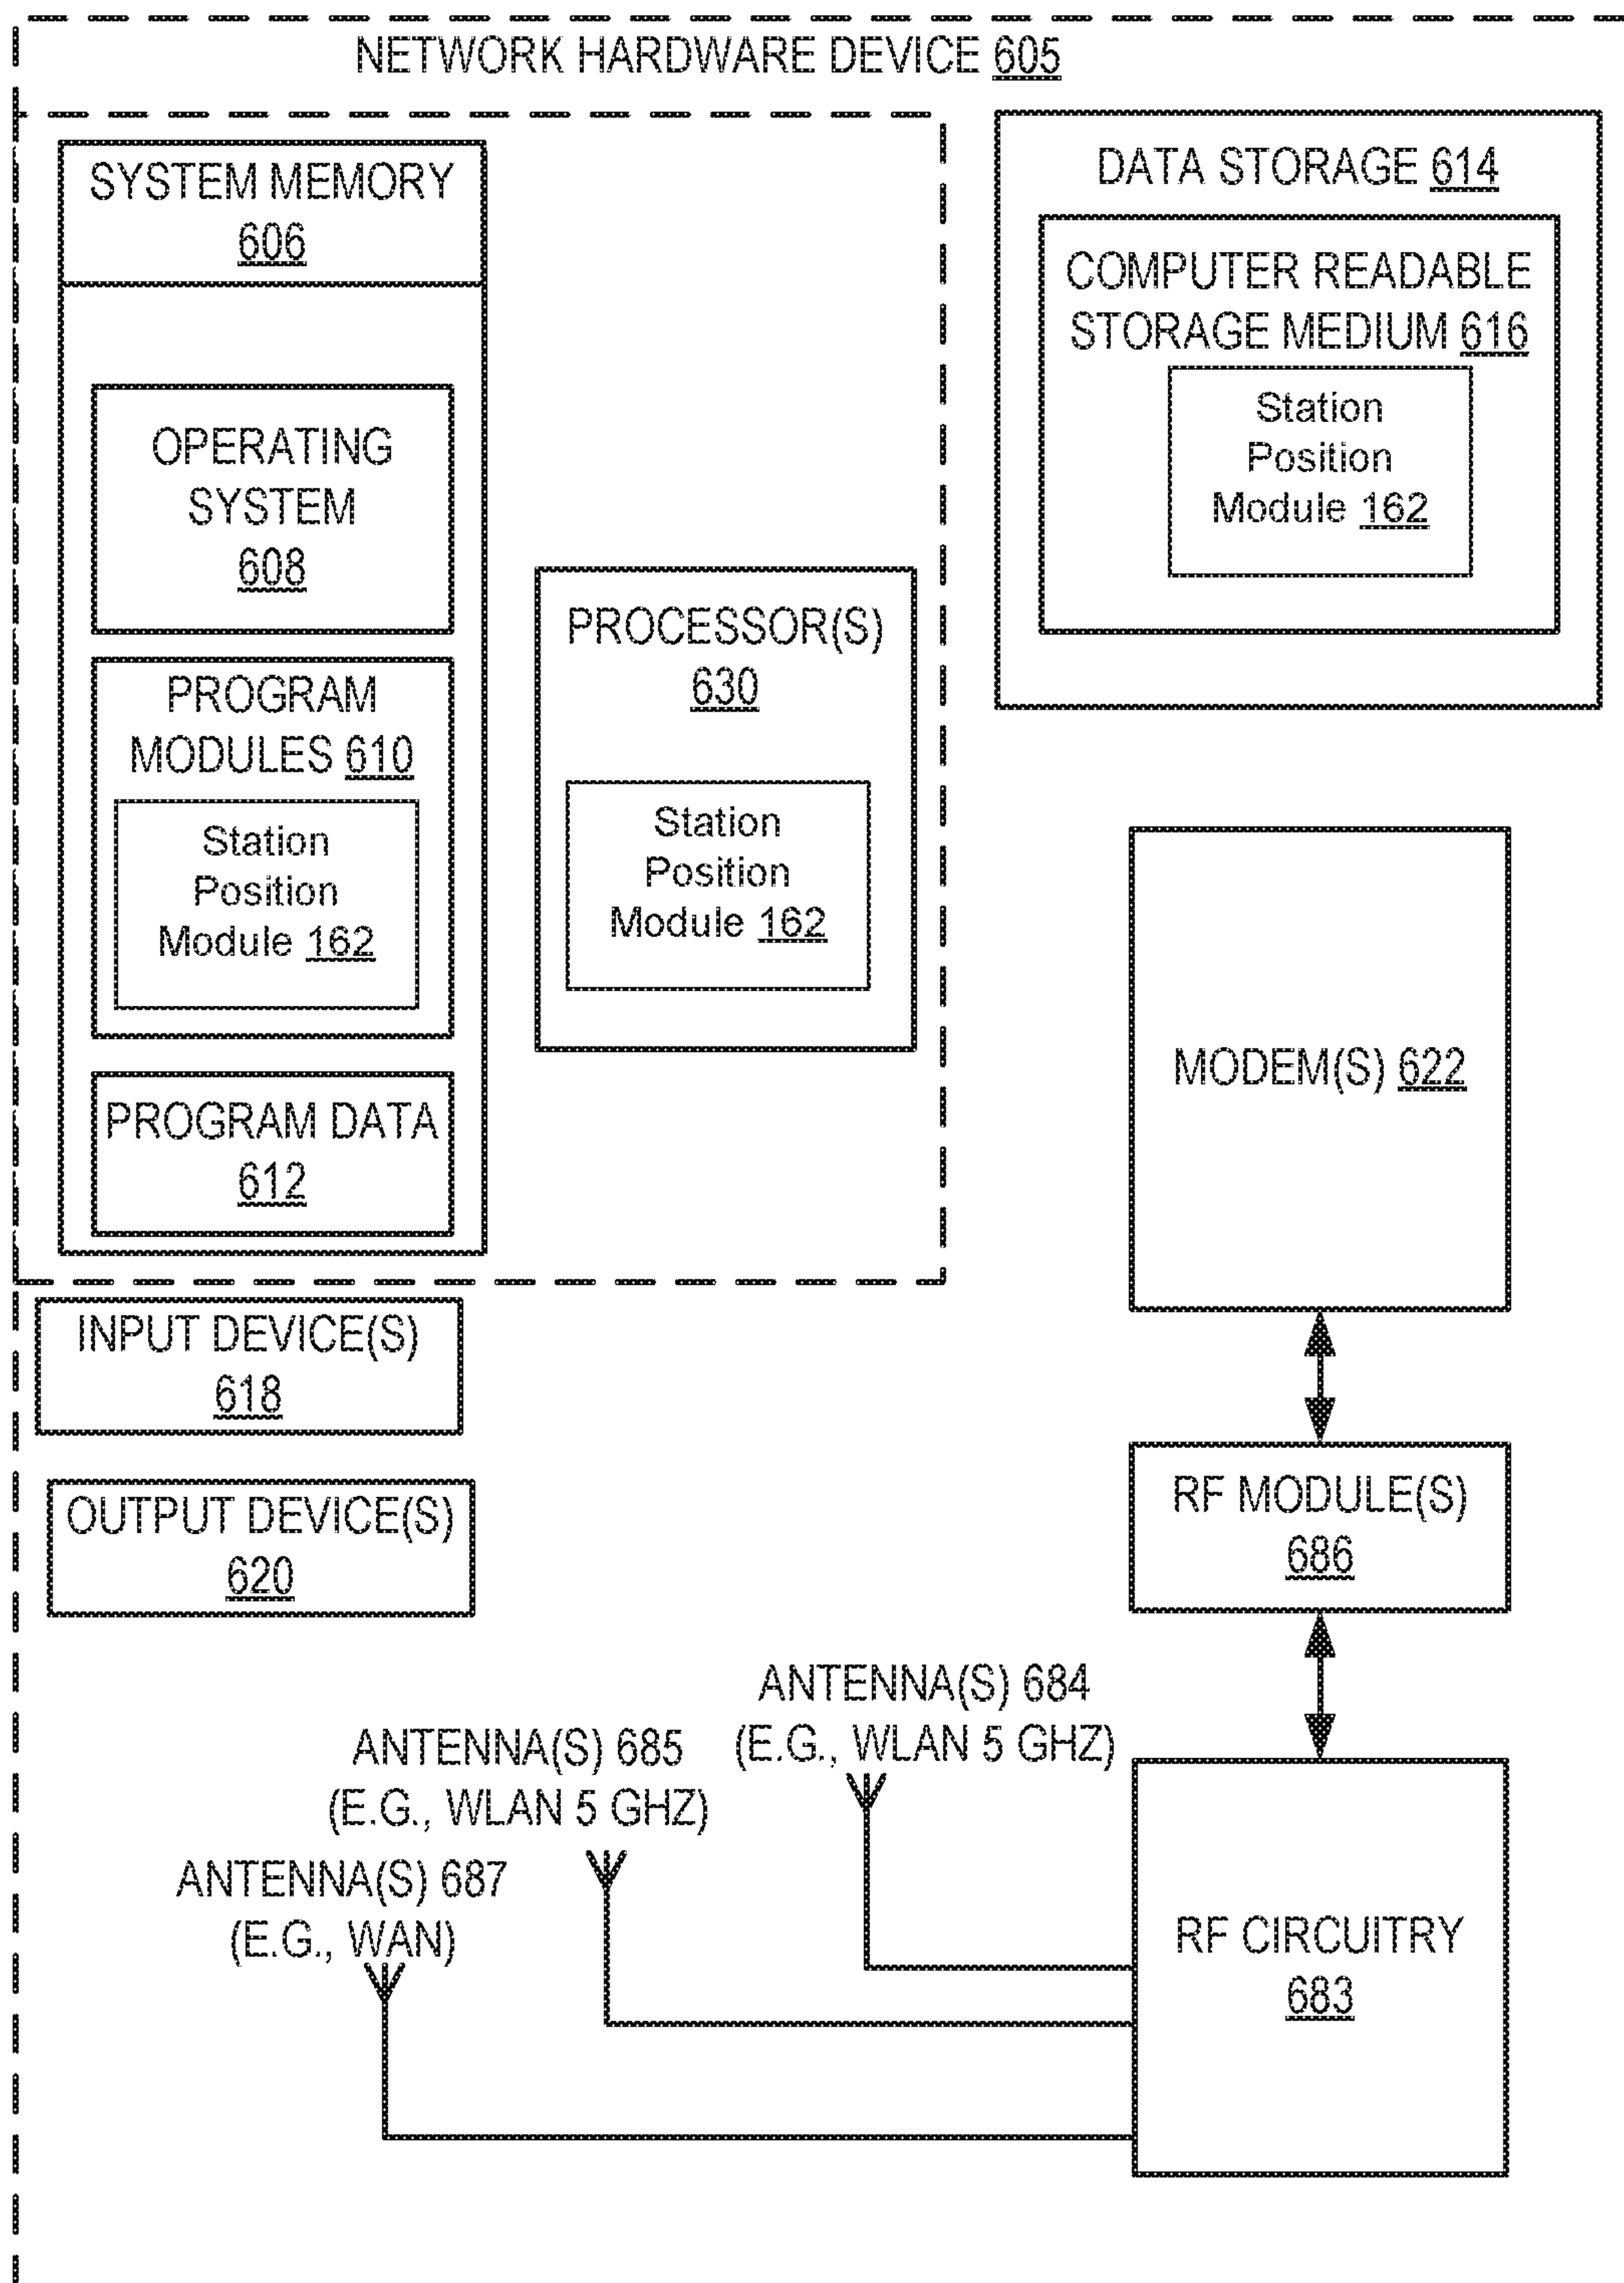 NETWORK HARDWARE DEVICE 605
SYSTEM MEMORY
606
OPERATING
SYSTEM
608
PROGRAM
MODULES 610
Station
Position
Module 162
PROGRAM DATA
612
PROCESSOR(S)
630
Station
Position
Module 162
DATA STORAGE 614
COMPUTER READABLE
STORAGE MEDIUM 616
Station
Position
Module 162
MODEM(S) 622
INPUT DEVICE(S)
618
OUTPUT DEVICE(S)
620
RF MODULE(S)
686
ANTENNA(S) 684
(E.G., WLAN 5 GHZ)
ANTENNA(S) 685
(E.G., WLAN 5 GHZ)
ANTENNA(S) 687
(E.G., WAN)
RF CIRCUITRY
683